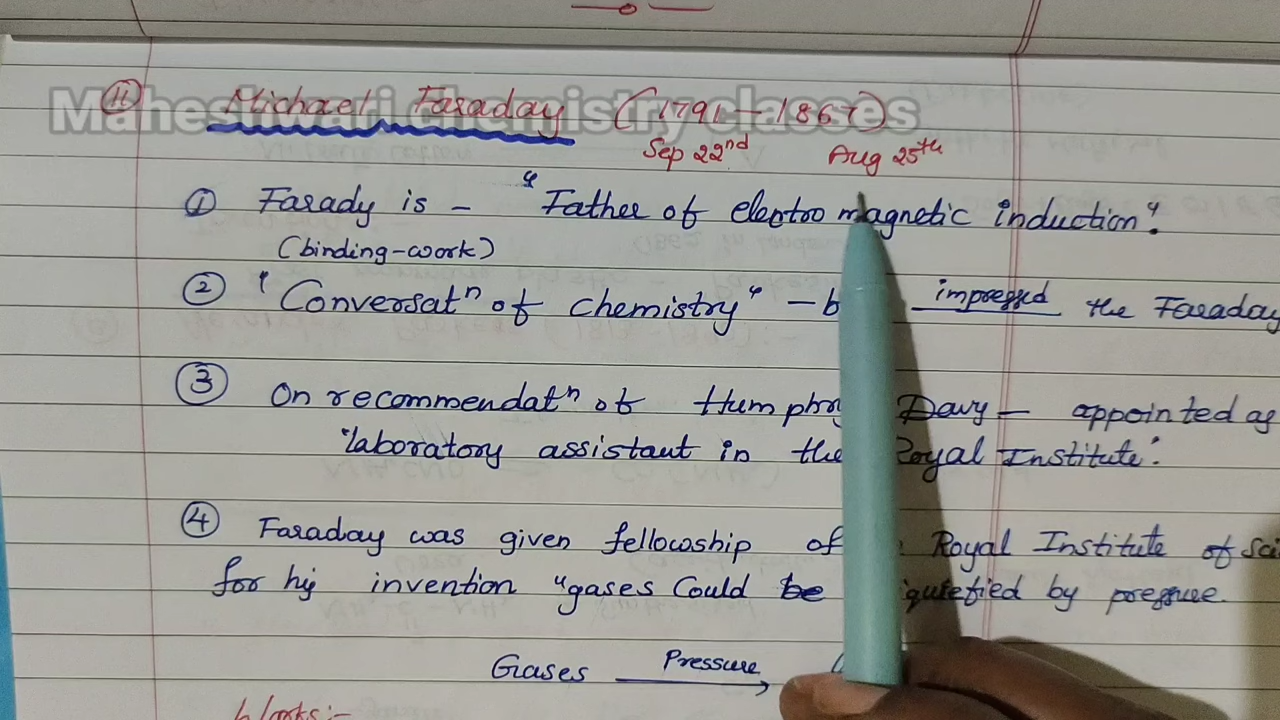 Maheshwari chemistry classes
11 Michael Faraday (1791 - 1867)
Sep 22nd Aug 25th
① Farady is - "Father of electro magnetic induction".
(binding-work)
② "Conversatn of chemistry" - impressed the Faraday
③ On recommendatn of Humphry Davy - appointed as
"laboratory assistant in the Royal Institute".
④ Faraday was given fellowship of Royal Institute of Sci
for his invention "gases Could be liquefied by pressure.
Gases Pressure